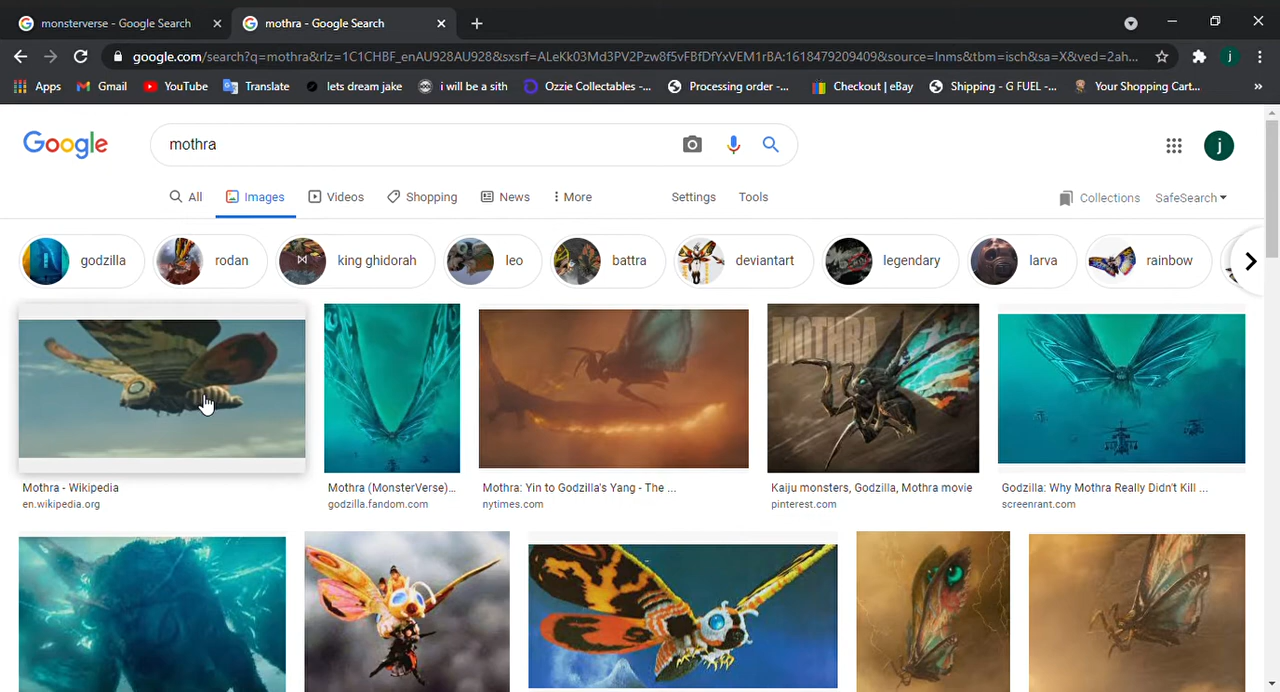 monsterverse - Google Search
mothra - Google Search
google.com/search?q=mothra&rlz=1C1CHBF_enAU928AU928&sxsrf=ALeKk03Md3PV2Pzw8f5vFBfDfYxVEM1rBA:1618479209409&source=lnms&tbm=isch&sa=X&ved=2ah...
j
Apps Gmail YouTube Translate lets dream jake i will be a sith Ozzie Collectables -... Processing order -... Checkout | eBay Shipping - G FUEL -... Your Shopping Cart... »
Google mothra j
All Images Videos Shopping News More Settings Tools Collections SafeSearch
godzilla rodan king ghidorah leo battra deviantart legendary larva rainbow
MOTHRA
Mothra - Wikipedia
en.wikipedia.org
Mothra (MonsterVerse)...
godzilla.fandom.com
Mothra: Yin to Godzilla's Yang - The ...
nytimes.com
Kaiju monsters, Godzilla, Mothra movie
pinterest.com
Godzilla: Why Mothra Really Didn't Kill ...
screenrant.com